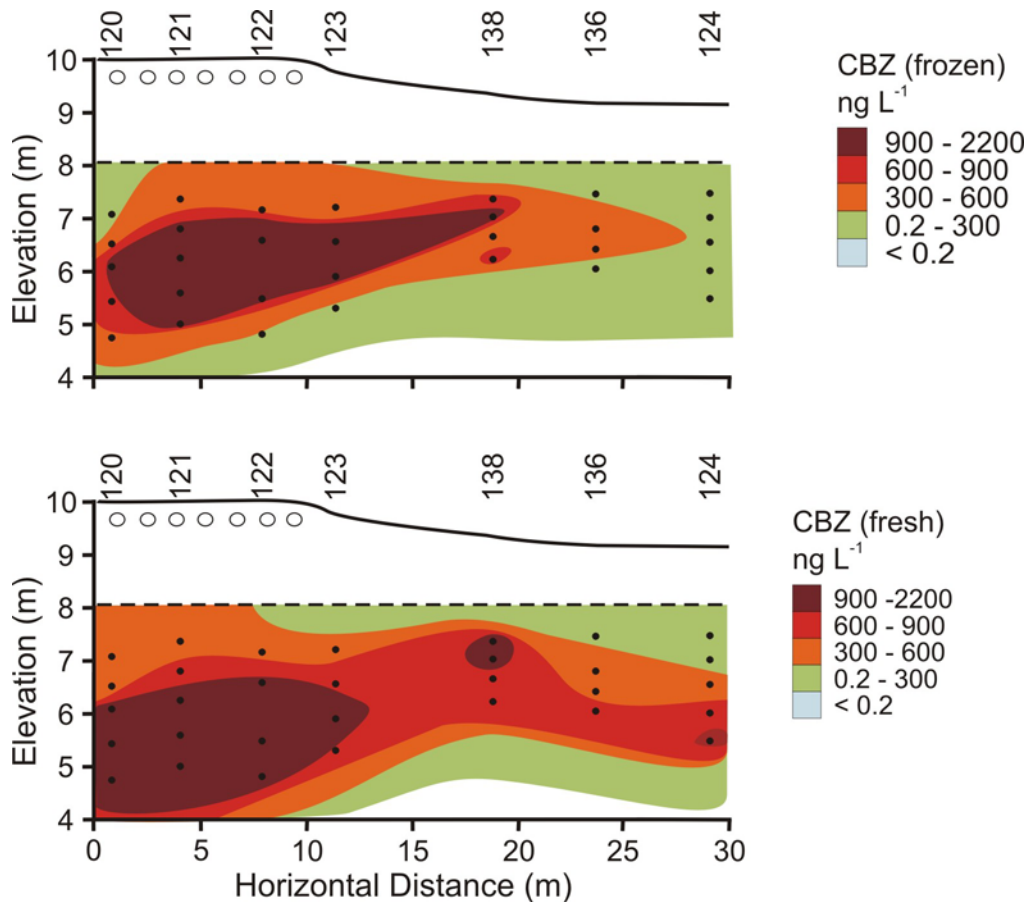 120 121 122 123 138 136 124
CBZ (frozen)
ng L⁻¹
900 - 2200
600 - 900
300 - 600
0.2 - 300
< 0.2
Elevation (m)
10
9
8
7
6
5
4
120 121 122 123 138 136 124
CBZ (fresh)
ng L⁻¹
900 -2200
600 - 900
300 - 600
0.2 - 300
< 0.2
Elevation (m)
10
9
8
7
6
5
4
0 5 10 15 20 25 30
Horizontal Distance (m)